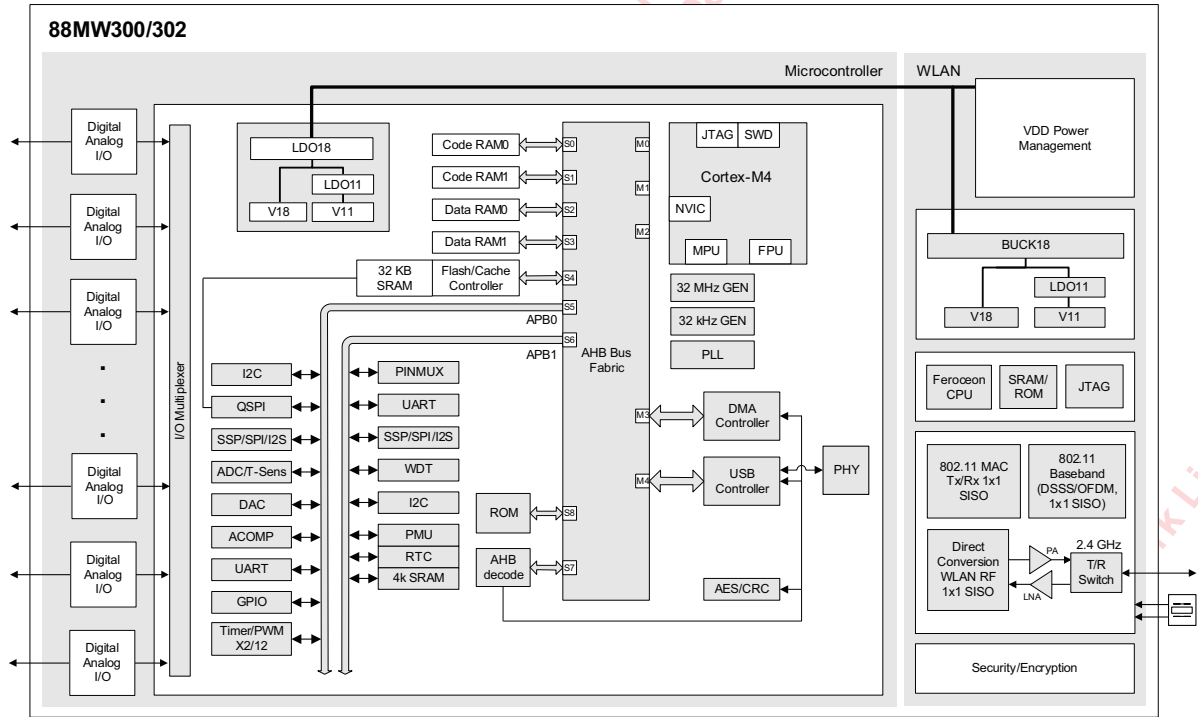 88MW300/302
Microcontroller
WLAN
Digital
Analog
I/O
Digital
Analog
I/O
Digital
Analog
I/O
.
.
.
Digital
Analog
I/O
Digital
Analog
I/O
Digital
Analog
I/O
I/O Multiplexer
LDO18
LDO11
V18
V11
Code RAM0
Code RAM1
Data RAM0
Data RAM1
32 KB
SRAM
Flash/Cache
Controller
APB0
APB1
I2C
QSPI
SSP/SPI/I2S
ADC/T-Sens
DAC
ACOMP
UART
GPIO
Timer/PWM
X2/12
PINMUX
UART
SSP/SPI/I2S
WDT
I2C
PMU
RTC
4k SRAM
ROM
AHB
decode
S0
S1
S2
S3
S4
S5
S6
S8
S7
AHB Bus
Fabric
M0
M1
M2
M3
M4
JTAG
SWD
Cortex-M4
NVIC
MPU
FPU
32 MHz GEN
32 kHz GEN
PLL
DMA
Controller
USB
Controller
PHY
AES/CRC
VDD Power
Management
BUCK18
LDO11
V18
V11
Feroceon
CPU
SRAM/
ROM
JTAG
802.11 MAC
Tx/Rx 1x1
SISO
802.11
Baseband
(DSSS/OFDM,
1x1 SISO)
Direct
Conversion
WLAN RF
1x1 SISO
PA
LNA
2.4 GHz
T/R
Switch
Security/Encryption